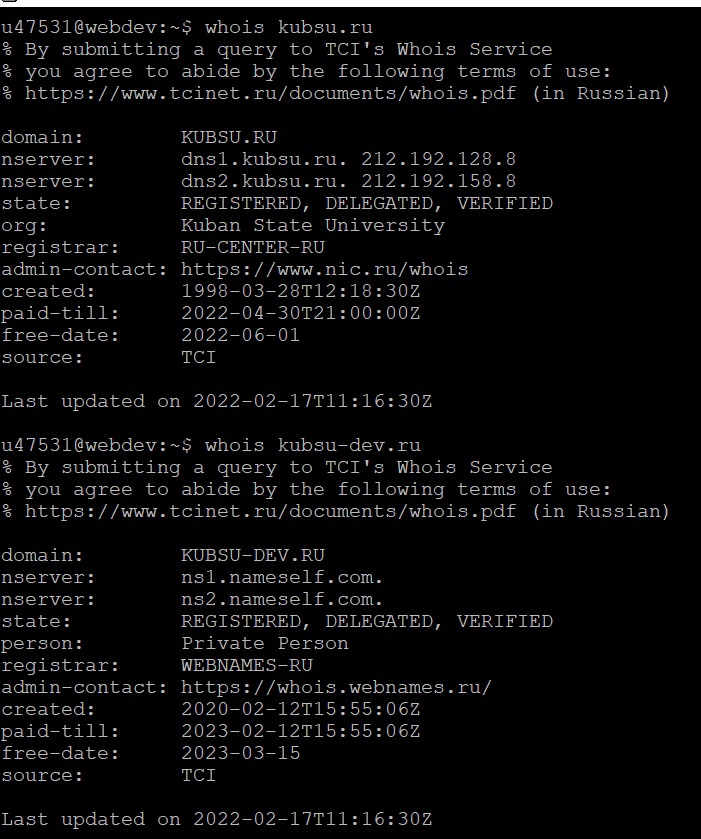 u47531@webdev:~$ whois kubsu.ru
% By submitting a query to TCI's Whois Service
% you agree to abide by the following terms of use:
% https://www.tcinet.ru/documents/whois.pdf (in Russian)
domain: KUBSU.RU
nserver: dns1.kubsu.ru. 212.192.128.8
nserver: dns2.kubsu.ru. 212.192.158.8
state: REGISTERED, DELEGATED, VERIFIED
org: Kuban State University
registrar: RU-CENTER-RU
admin-contact: https://www.nic.ru/whois
created: 1998-03-28T12:18:30Z
paid-till: 2022-04-30T21:00:00Z
free-date: 2022-06-01
source: TCI
Last updated on 2022-02-17T11:16:30Z
u47531@webdev:~$ whois kubsu-dev.ru
% By submitting a query to TCI's Whois Service
% you agree to abide by the following terms of use:
% https://www.tcinet.ru/documents/whois.pdf (in Russian)
domain: KUBSU-DEV.RU
nserver: ns1.nameself.com.
nserver: ns2.nameself.com.
state: REGISTERED, DELEGATED, VERIFIED
person: Private Person
registrar: WEBNAMES-RU
admin-contact: https://whois.webnames.ru/
created: 2020-02-12T15:55:06Z
paid-till: 2023-02-12T15:55:06Z
free-date: 2023-03-15
source: TCI
Last updated on 2022-02-17T11:16:30Z